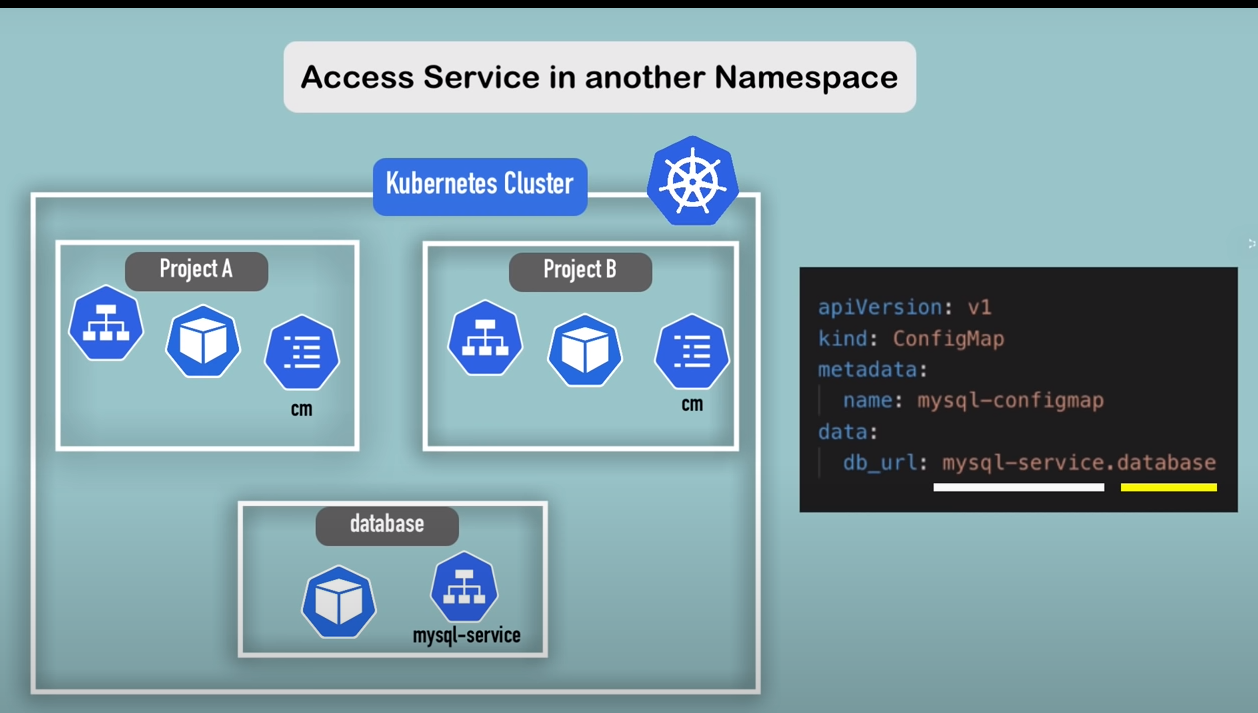 Access Service in another Namespace
Kubernetes Cluster
Project A
cm
Project B
cm
database
mysql-service
apiVersion: v1
kind: ConfigMap
metadata:
  name: mysql-configmap
data:
  db_url: mysql-service.database